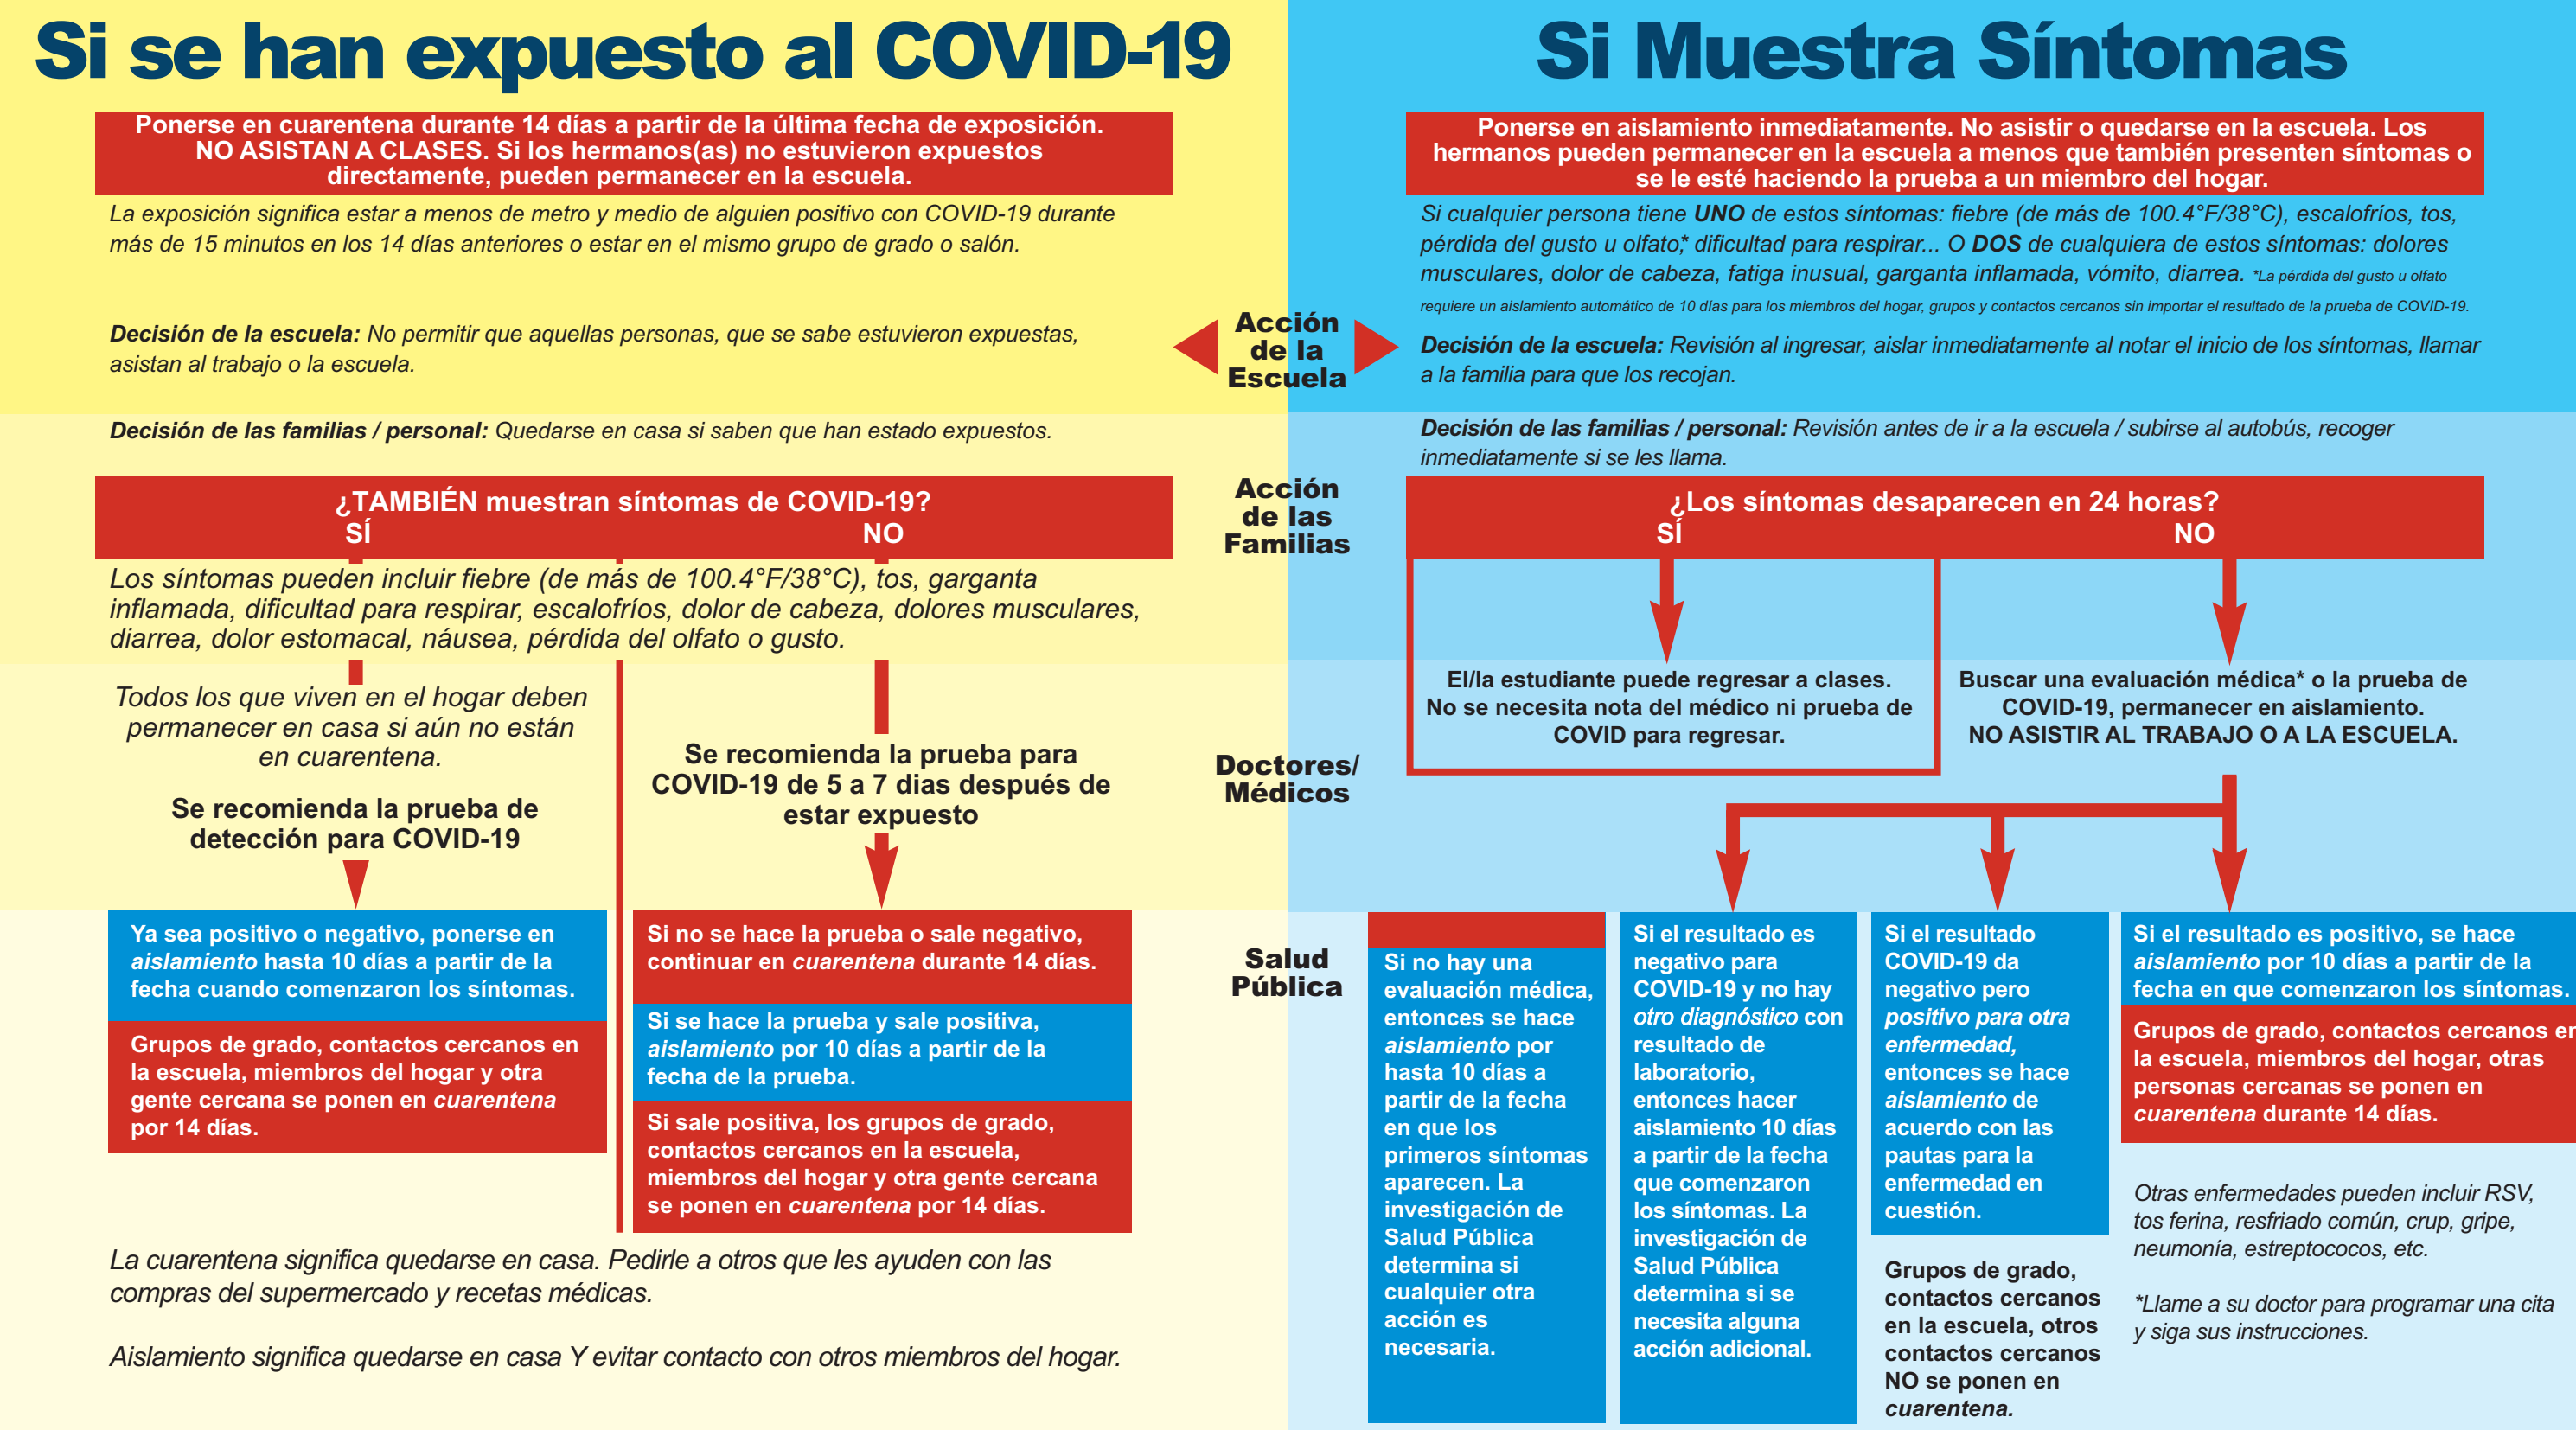 Si se han expuesto al COVID-19
Ponerse en cuarentena durante 14 días a partir de la última fecha de exposición.
NO ASISTAN A CLASES. Si los hermanos(as) no estuvieron expuestos
directamente, pueden permanecer en la escuela.
La exposición significa estar a menos de metro y medio de alguien positivo con COVID-19 durante
más de 15 minutos en los 14 días anteriores o estar en el mismo grupo de grado o salón.
Decisión de la escuela: No permitir que aquellas personas, que se sabe estuvieron expuestas,
asistan al trabajo o la escuela.
Decisión de las familias / personal: Quedarse en casa si saben que han estado expuestos.
¿TAMBIÉN muestran síntomas de COVID-19?
SÍ NO
Los síntomas pueden incluir fiebre (de más de 100.4°F/38°C), tos, garganta
inflamada, dificultad para respirar, escalofríos, dolor de cabeza, dolores musculares,
diarrea, dolor estomacal, náusea, pérdida del olfato o gusto.
Todos los que viven en el hogar deben
permanecer en casa si aún no están
en cuarentena.
Se recomienda la prueba de
detección para COVID-19
Se recomienda la prueba para
COVID-19 de 5 a 7 dias después de
estar expuesto
Ya sea positivo o negativo, ponerse en
aislamiento hasta 10 días a partir de la
fecha cuando comenzaron los síntomas.
Grupos de grado, contactos cercanos en
la escuela, miembros del hogar y otra
gente cercana se ponen en cuarentena
por 14 días.
Si no se hace la prueba o sale negativo,
continuar en cuarentena durante 14 días.
Si se hace la prueba y sale positiva,
aislamiento por 10 días a partir de la
fecha de la prueba.
Si sale positiva, los grupos de grado,
contactos cercanos en la escuela,
miembros del hogar y otra gente cercana
se ponen en cuarentena por 14 días.
La cuarentena significa quedarse en casa. Pedirle a otros que les ayuden con las
compras del supermercado y recetas médicas.
Aislamiento significa quedarse en casa Y evitar contacto con otros miembros del hogar.
Acción
de la
Escuela
Acción
de las
Familias
Doctores/
Médicos
Salud
Pública
Si Muestra Síntomas
Ponerse en aislamiento inmediatamente. No asistir o quedarse en la escuela. Los
hermanos pueden permanecer en la escuela a menos que también presenten síntomas o
se le esté haciendo la prueba a un miembro del hogar.
Si cualquier persona tiene UNO de estos síntomas: fiebre (de más de 100.4°F/38°C), escalofríos, tos,
pérdida del gusto u olfato,* dificultad para respirar... O DOS de cualquiera de estos síntomas: dolores
musculares, dolor de cabeza, fatiga inusual, garganta inflamada, vómito, diarrea. *La pérdida del gusto u olfato
requiere un aislamiento automático de 10 días para los miembros del hogar, grupos y contactos cercanos sin importar el resultado de la prueba de COVID-19.
Decisión de la escuela: Revisión al ingresar, aislar inmediatamente al notar el inicio de los síntomas, llamar
a la familia para que los recojan.
Decisión de las familias / personal: Revisión antes de ir a la escuela / subirse al autobús, recoger
inmediatamente si se les llama.
¿Los síntomas desaparecen en 24 horas?
SÍ NO
El/la estudiante puede regresar a clases.
No se necesita nota del médico ni prueba de
COVID para regresar.
Buscar una evaluación médica* o la prueba de
COVID-19, permanecer en aislamiento.
NO ASISTIR AL TRABAJO O A LA ESCUELA.
Si no hay una
evaluación médica,
entonces se hace
aislamiento por
hasta 10 días a
partir de la fecha
en que los
primeros síntomas
aparecen. La
investigación de
Salud Pública
determina si
cualquier otra
acción es
necesaria.
Si el resultado es
negativo para
COVID-19 y no hay
otro diagnóstico con
resultado de
laboratorio,
entonces hacer
aislamiento 10 días
a partir de la fecha
que comenzaron
los síntomas. La
investigación de
Salud Pública
determina si se
necesita alguna
acción adicional.
Si el resultado
COVID-19 da
negativo pero
positivo para otra
enfermedad,
entonces se hace
aislamiento de
acuerdo con las
pautas para la
enfermedad en
cuestión.
Grupos de grado,
contactos cercanos
en la escuela, otros
contactos cercanos
NO se ponen en
cuarentena.
Si el resultado es positivo, se hace
aislamiento por 10 días a partir de la
fecha en que comenzaron los síntomas.
Grupos de grado, contactos cercanos en
la escuela, miembros del hogar, otras
personas cercanas se ponen en
cuarentena durante 14 días.
Otras enfermedades pueden incluir RSV,
tos ferina, resfriado común, crup, gripe,
neumonía, estreptococos, etc.
*Llame a su doctor para programar una cita
y siga sus instrucciones.